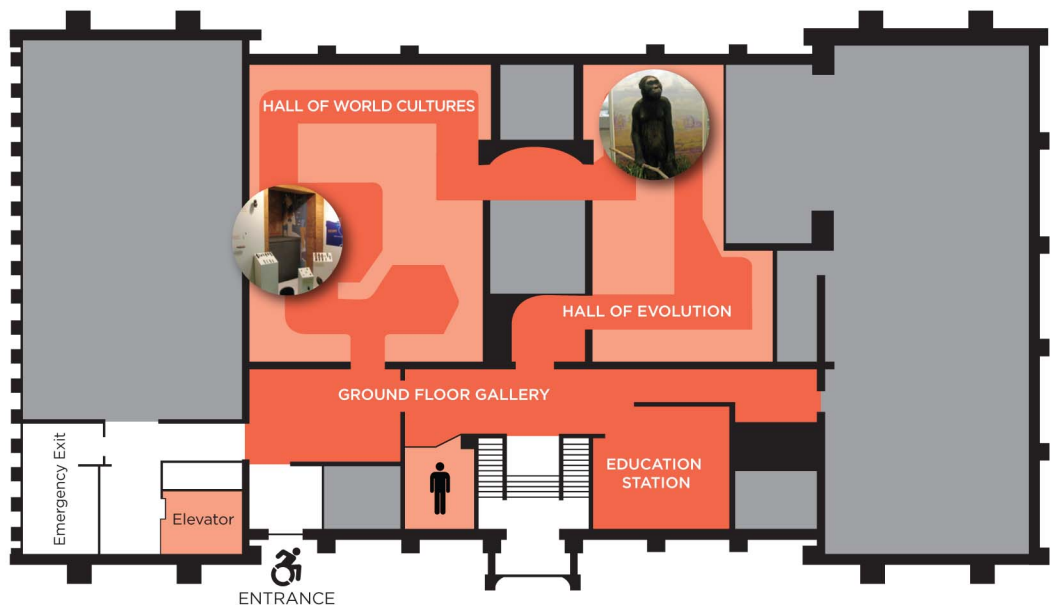 HALL OF WORLD CULTURES
HALL OF EVOLUTION
GROUND FLOOR GALLERY
EDUCATION
STATION
Emergency Exit
Elevator
ENTRANCE